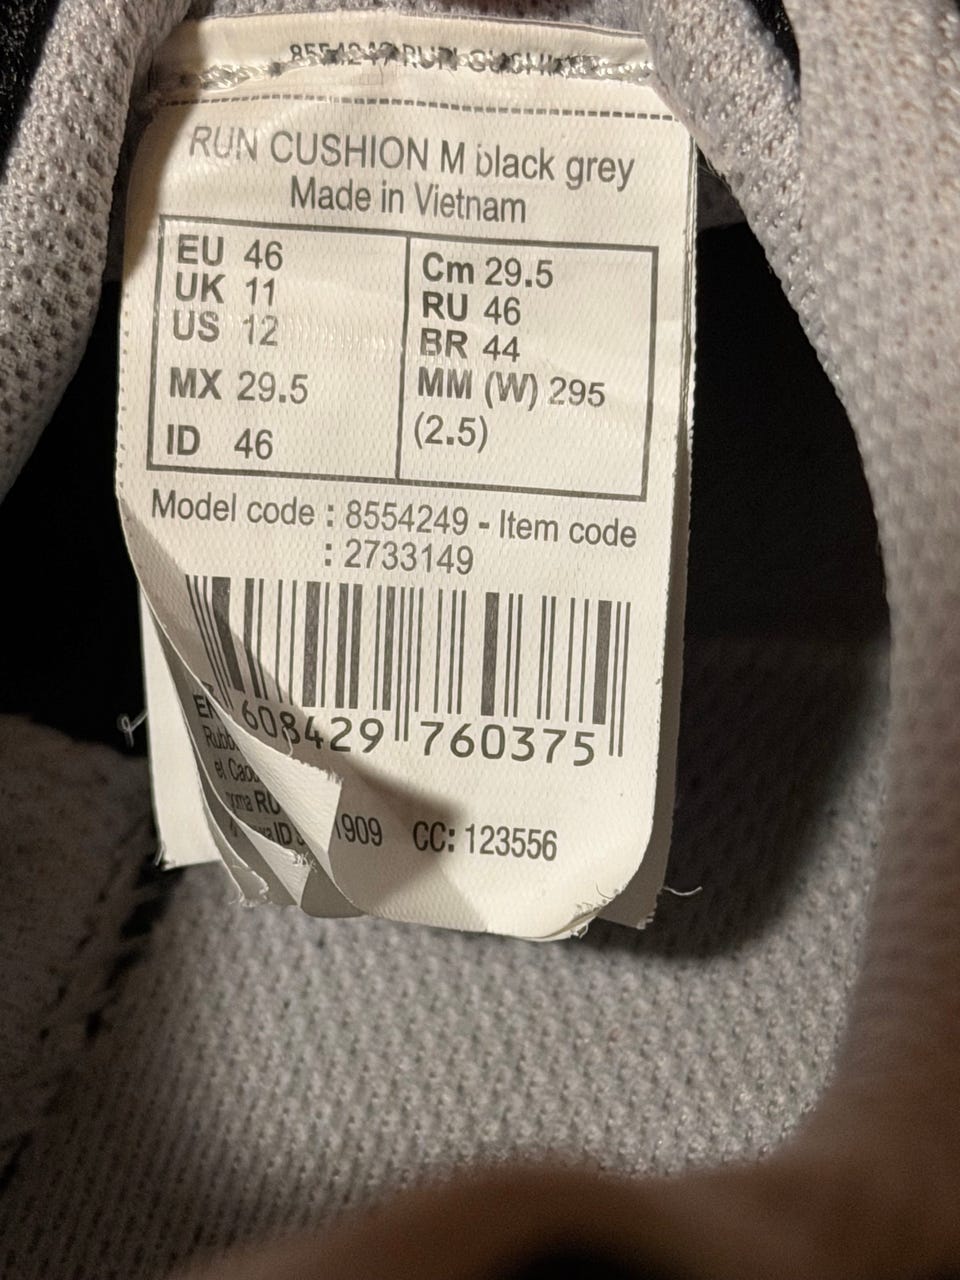 RUN CUSHION M black grey
Made in Vietnam
EU 46
UK 11
US 12
MX 29.5
ID 46
Cm 29.5
RU 46
BR 44
MM (W) 295
(2.5)
Model code : 8554249 - Item code
: 2733149
608429 760375
1909 CC: 123556